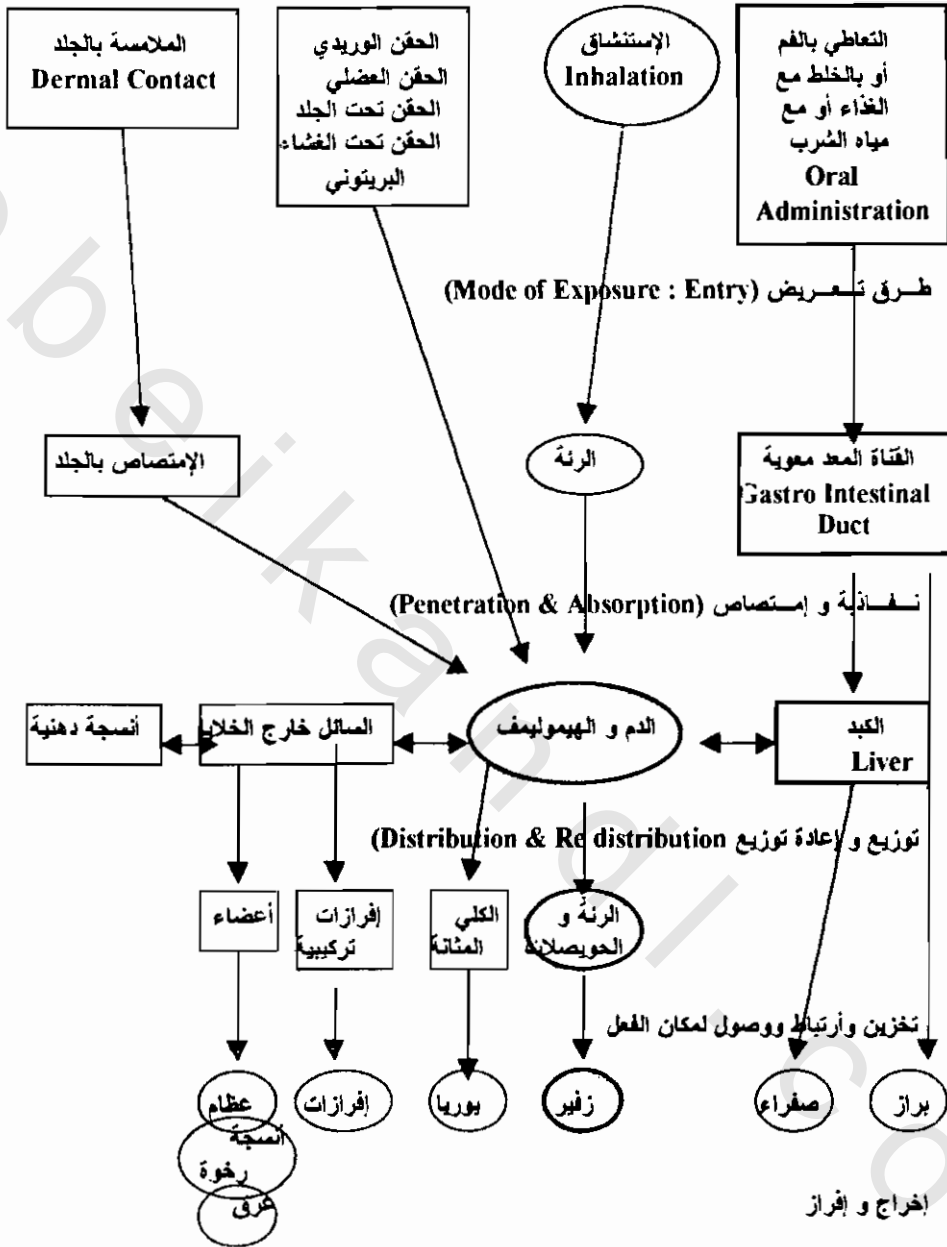 التعاطي بالفم
أو بالخلط مع
الغذاء أو مع
مياه الشرب
Oral
Administration
الإستنشاق
Inhalation
الحقن الوريدي
الحقن العضلي
الحقن تحت الجلد
الحقن تحت الغشاء
البريتوني
الملامسة بالجلد
Dermal Contact
طرق تعريض (Mode of Exposure : Entry)
القناة المعد معوية
Gastro Intestinal
Duct
الرئة
الإمتصاص بالجلد
نفاذية و إمتصاص (Penetration & Absorption)
الكبد
Liver
الدم و الهيموليمف
السائل خارج الخلايا
أنسجة دهنية
توزيع و إعادة توزيع (Distribution & Re distribution
الرئة و
الحويصلات
الكلي
المثانة
إفرازات
تركيبية
أعضاء
تخزين وأرتباط ووصول لمكان الفعل
براز
صفراء
زفير
يوريا
إفرازات
عظام
أنسجة
رخوة
عرق
إخراج و إفراز
obeikandl.co